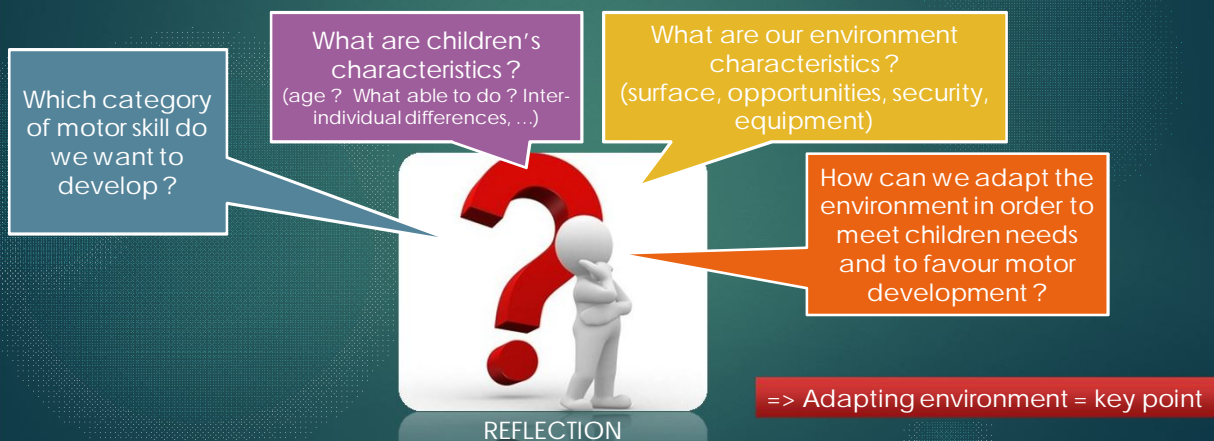 Which category
of motor skill do
we want to
develop ?
What are children's
characteristics ?
(age ? What able to do ? Inter-
individual differences, …)
What are our environment
characteristics ?
(surface, opportunities, security,
equipment)
How can we adapt the
environment in order to
meet children needs
and to favour motor
development ?
=> Adapting environment = key point
REFLECTION